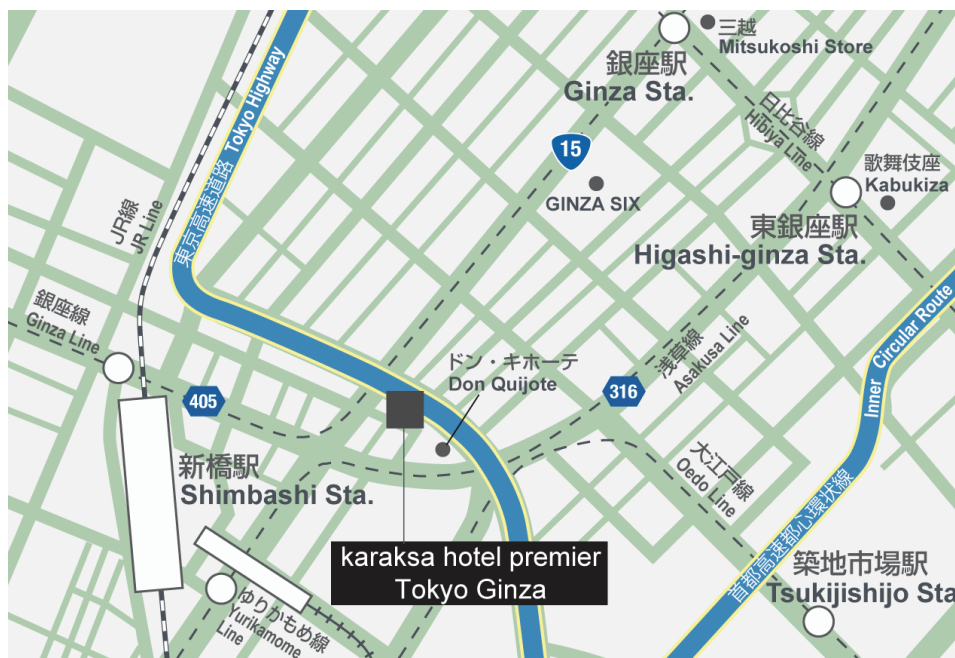 三越
Mitsukoshi Store
銀座駅
Ginza Sta.
日比谷線
Hibiya Line
15
GINZA SIX
歌舞伎座
Kabukiza
東銀座駅
Higashi-ginza Sta.
東京高速道路 Tokyo Highway
JR線
JR Line
銀座線
Ginza Line
405
ドン・キホーテ
Don Quijote
浅草線
Asakusa Line
316
首都高速都心環状線 Inner Circular Route
新橋駅
Shimbashi Sta.
大江戸線
Oedo Line
karaksa hotel premier
Tokyo Ginza
築地市場駅
Tsukijishijo Sta
ゆりかもめ線
Yurikamome
Line